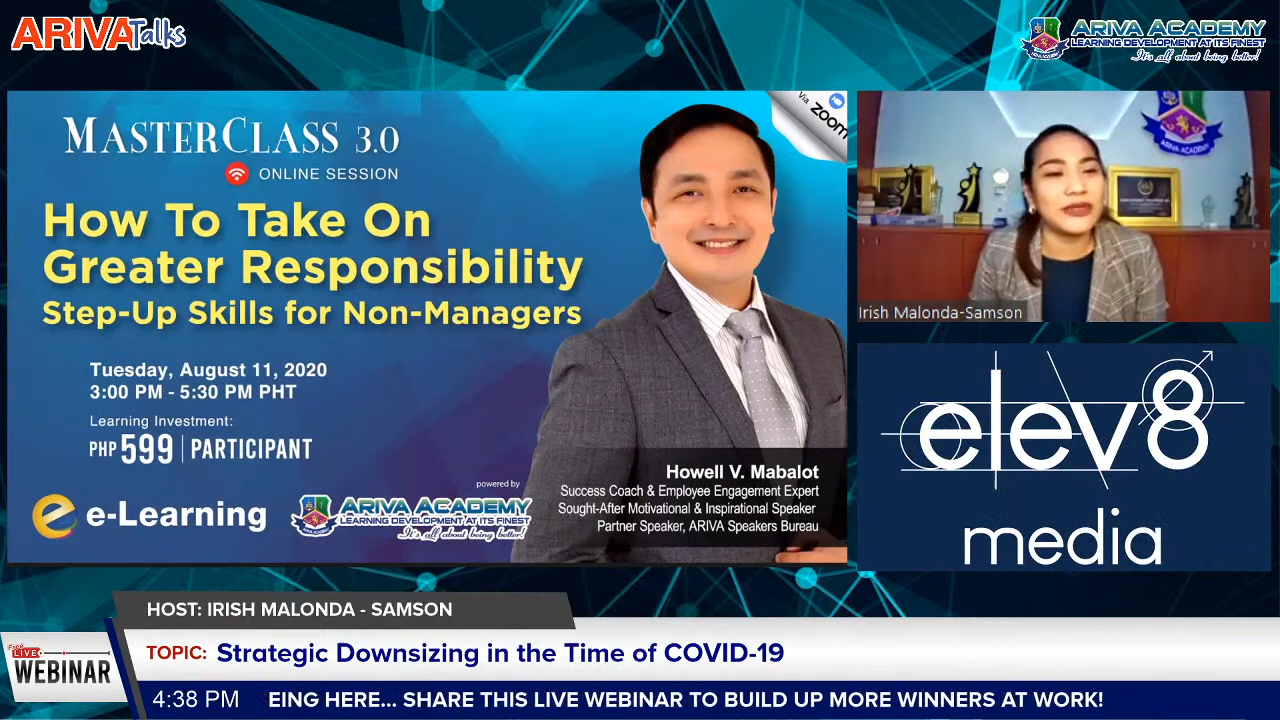 ARIVATalks
ARIVA ACADEMY
LEARNING DEVELOPMENT AT ITS FINEST
It's all about being better!
MASTERCLASS 3.0
ONLINE SESSION
Via zoom
How To Take On
Greater Responsibility
Step-Up Skills for Non-Managers
Tuesday, August 11, 2020
3:00 PM - 5:30 PM PHT
Learning Investment:
PHP 599 | PARTICIPANT
e-Learning
powered by
ARIVA ACADEMY
LEARNING DEVELOPMENT AT ITS FINEST
It's all about being better!
Howell V. Mabalot
Success Coach & Employee Engagement Expert
Sought-After Motivational & Inspirational Speaker
Partner Speaker, ARIVA Speakers Bureau
ARIVA ACADEMY
Irish Malonda-Samson
elev8
media
HOST: IRISH MALONDA - SAMSON
Free
LIVE
WEBINAR
TOPIC: Strategic Downsizing in the Time of COVID-19
4:38 PM EING HERE... SHARE THIS LIVE WEBINAR TO BUILD UP MORE WINNERS AT WORK!